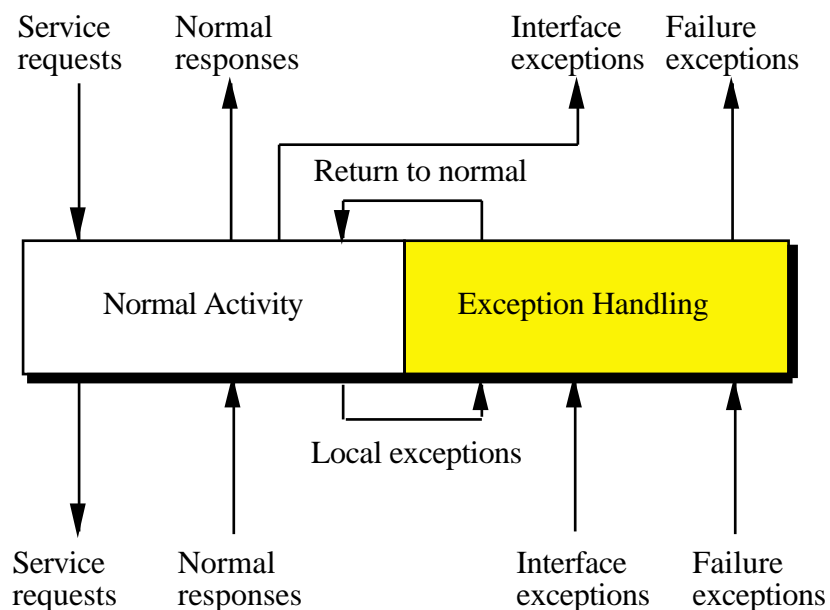 Service
requests
Normal
responses
Interface
exceptions
Failure
exceptions
Return to normal
Normal Activity
Exception Handling
Local exceptions
Service
requests
Normal
responses
Interface
exceptions
Failure
exceptions